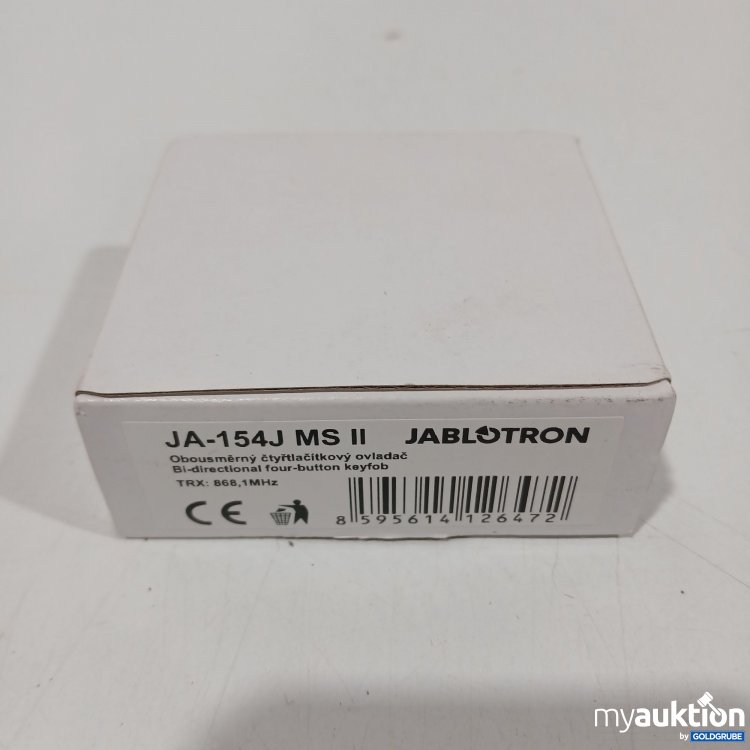 JA-154J MS II JABLOTRON
Obousměrný čtyřtlačítkový ovladač
Bi-directional four-button keyfob
TRX: 868,1MHz
CE
8 595614 126472
myauktion
by GOLDGRUBE